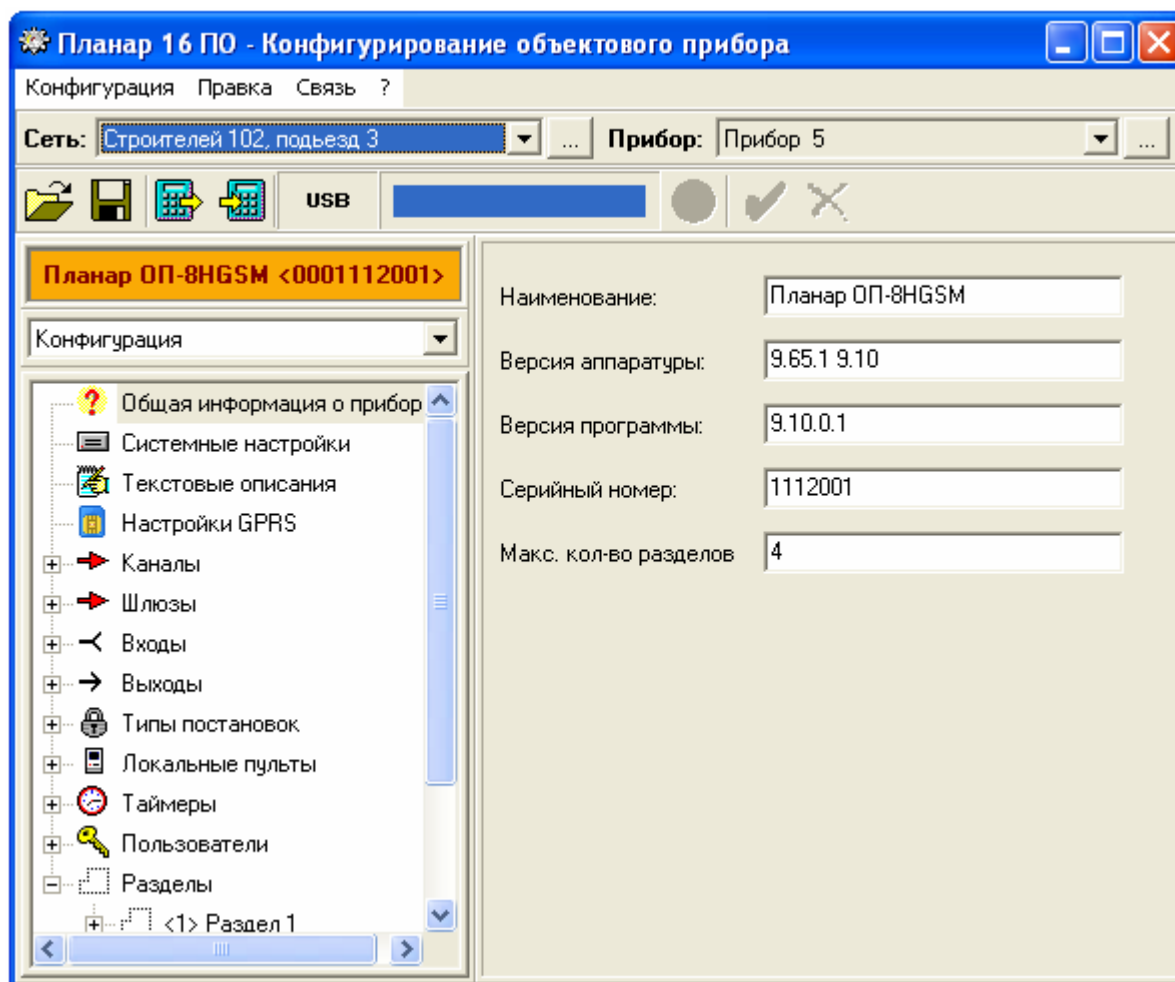 Планар 16 ПО - Конфигурирование объектового прибора
Конфигурация Правка Связь ?
Сеть: Строителей 102, подьезд 3 ... Прибор: Прибор 5 ...
USB
Планар ОП-8HGSM <0001112001>
Конфигурация
Общая информация о прибор
Системные настройки
Текстовые описания
Настройки GPRS
Каналы
Шлюзы
Входы
Выходы
Типы постановок
Локальные пульты
Таймеры
Пользователи
Разделы
<1> Раздел 1
Наименование: Планар ОП-8HGSM
Версия аппаратуры: 9.65.1 9.10
Версия программы: 9.10.0.1
Серийный номер: 1112001
Макс. кол-во разделов 4